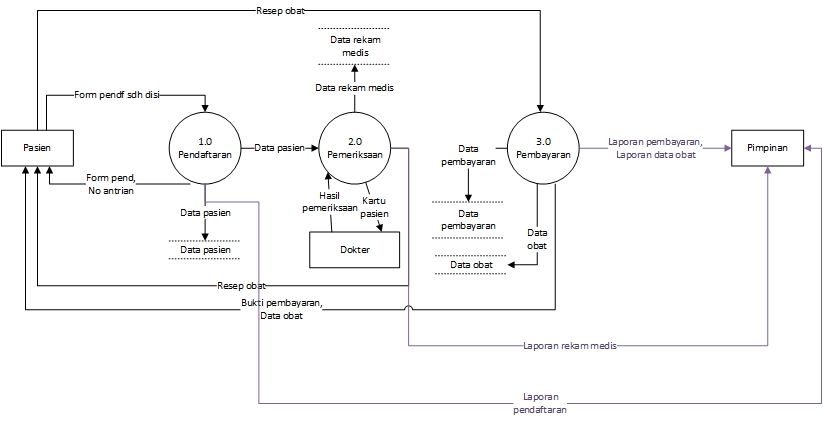 Resep obat
Data rekam
medis
Data rekam medis
Form pendf sdh disi
Pasien
1.0
Pendaftaran
Data pasien
2.0
Pemeriksaan
Data
pembayaran
3.0
Pembayaran
Laporan pembayaran,
Laporan data obat
Pimpinan
Form pend,
No antrian
Hasil
pemeriksaan
Kartu
pasien
Data pasien
Data
pembayaran
Data
obat
Data pasien
Dokter
Data obat
Resep obat
Bukti pembayaran,
Data obat
Laporan rekam medis
Laporan
pendaftaran